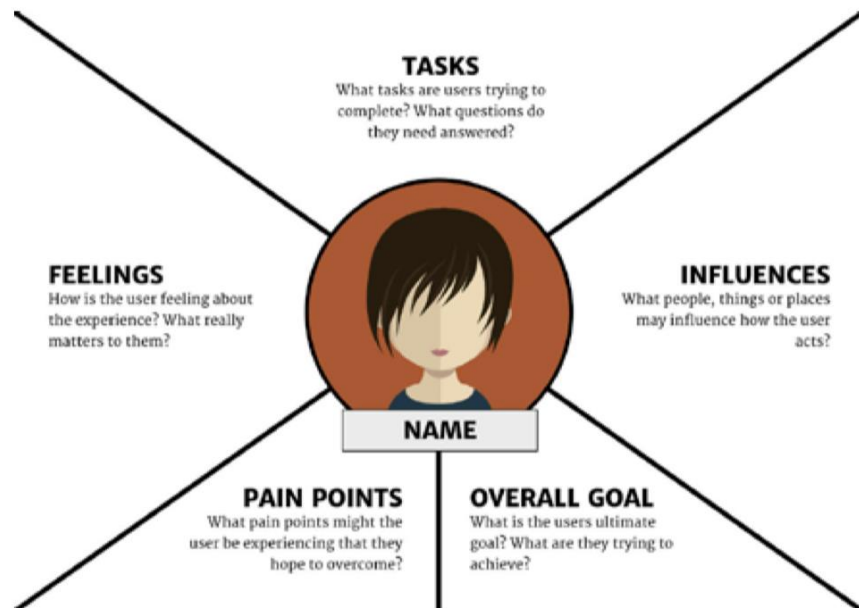 TASKS
What tasks are users trying to
complete? What questions do
they need answered?
FEELINGS
How is the user feeling about
the experience? What really
matters to them?
INFLUENCES
What people, things or places
may influence how the user
acts?
NAME
PAIN POINTS
What pain points might the
user be experiencing that they
hope to overcome?
OVERALL GOAL
What is the users ultimate
goal? What are they trying to
achieve?